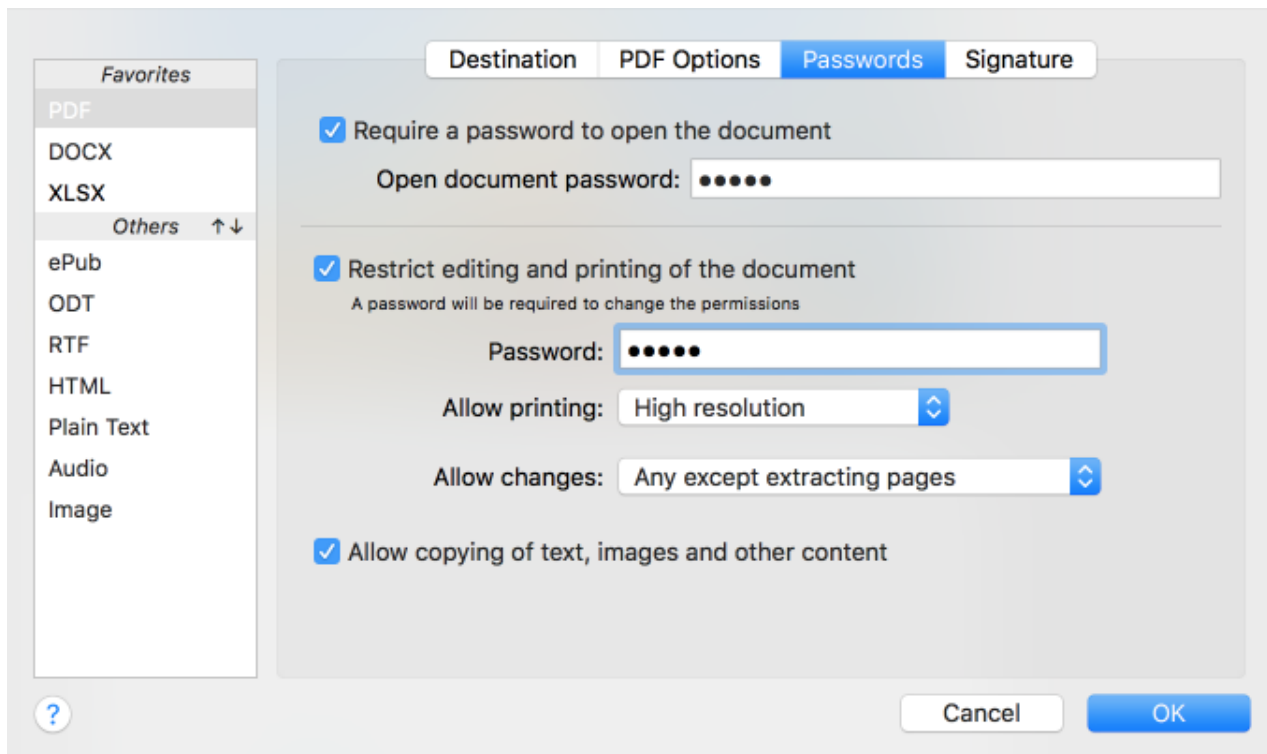 Destination PDF Options Passwords Signature
Favorites
PDF
DOCX
XLSX
Others ↑↓
ePub
ODT
RTF
HTML
Plain Text
Audio
Image
Require a password to open the document
Open document password: •••••
Restrict editing and printing of the document
A password will be required to change the permissions
Password: •••••
Allow printing: High resolution
Allow changes: Any except extracting pages
Allow copying of text, images and other content
? Cancel OK